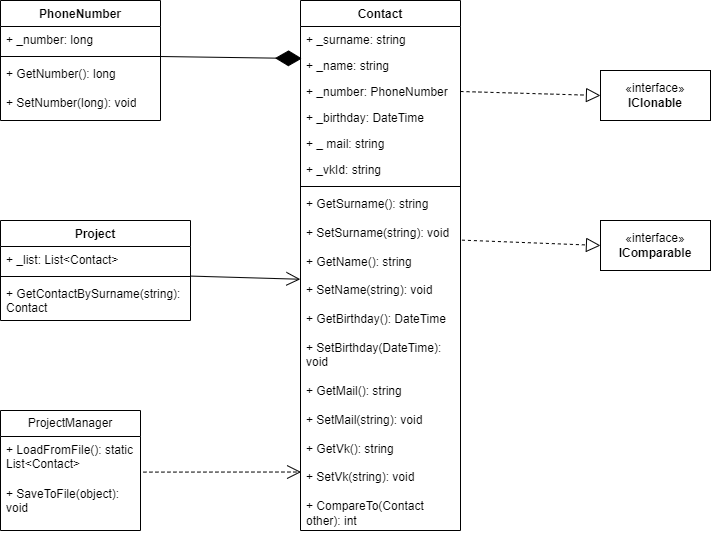 PhoneNumber
+ _number: long
+ GetNumber(): long
+ SetNumber(long): void
Contact
+ _surname: string
+ _name: string
+ _number: PhoneNumber
+ _birthday: DateTime
+ _ mail: string
+ _vkId: string
+ GetSurname(): string
+ SetSurname(string): void
+ GetName(): string
+ SetName(string): void
+ GetBirthday(): DateTime
+ SetBirthday(DateTime):
void
+ GetMail(): string
+ SetMail(string): void
+ GetVk(): string
+ SetVk(string): void
+ CompareTo(Contact
other): int
«interface»
IClonable
«interface»
IComparable
Project
+ _list: List<Contact>
+ GetContactBySurname(string):
Contact
ProjectManager
+ LoadFromFile(): static
List<Contact>
+ SaveToFile(object):
void